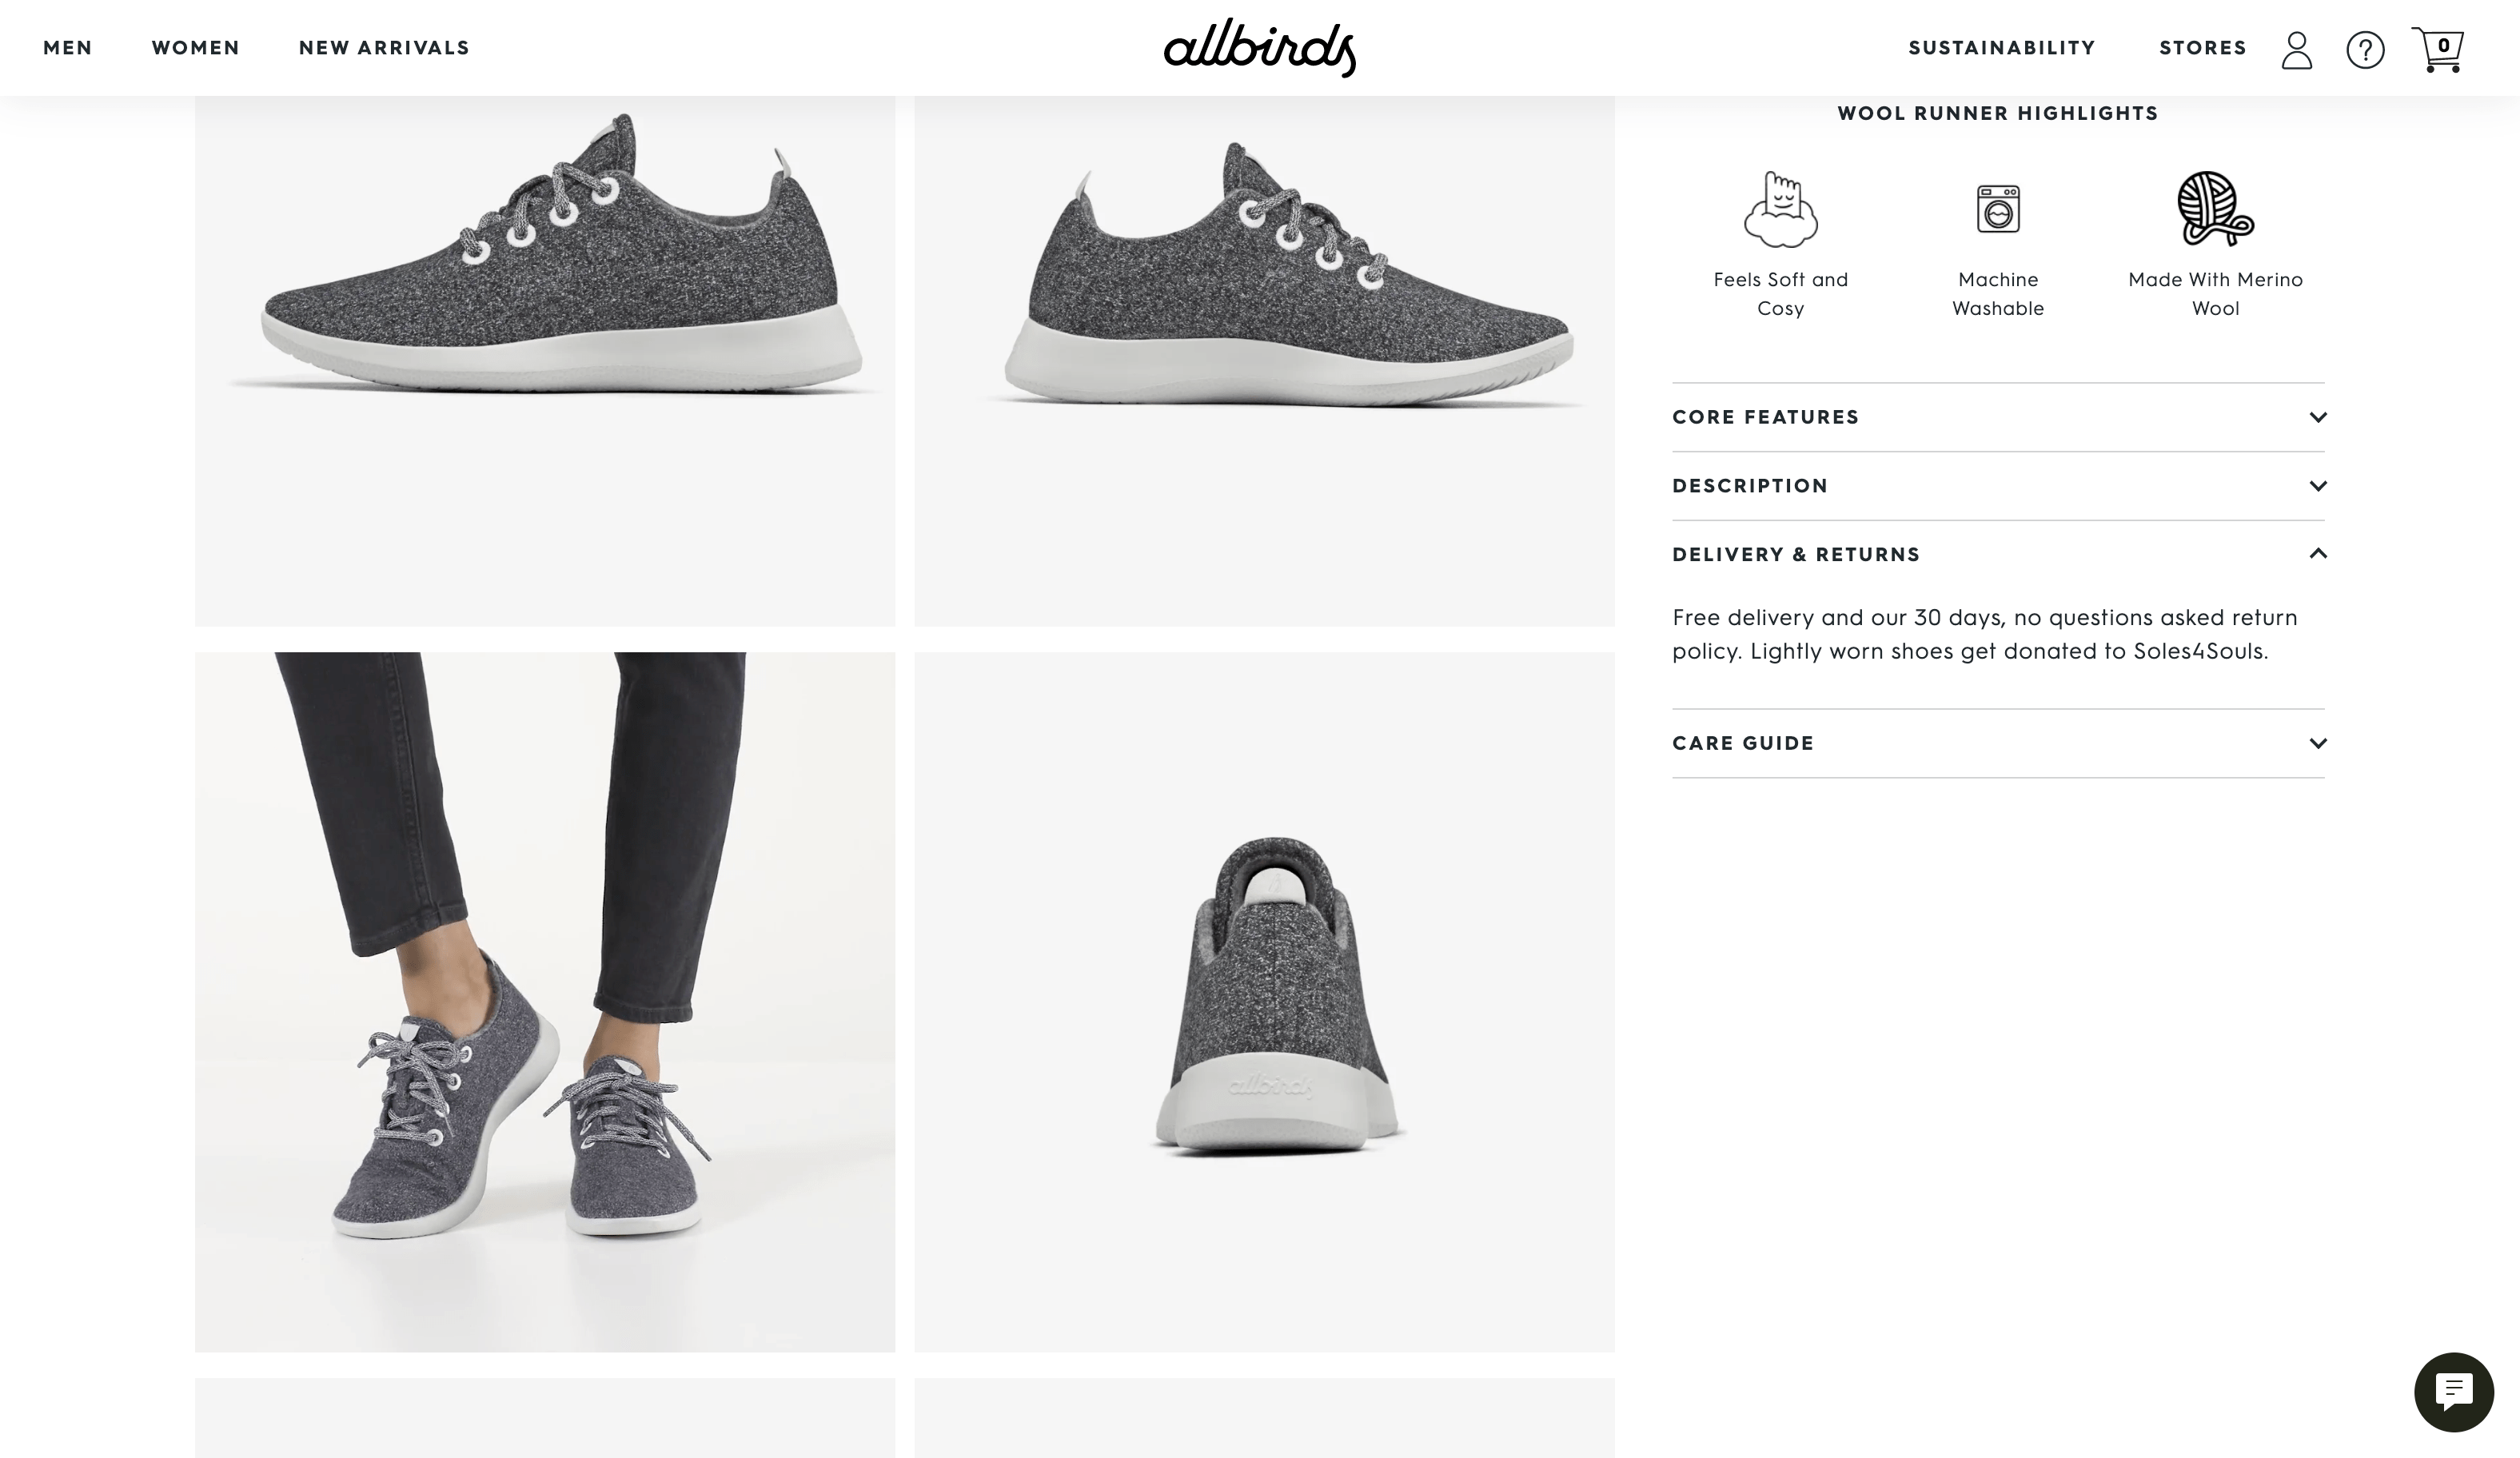 MEN
WOMEN
NEW ARRIVALS
allbirds
SUSTAINABILITY
STORES
0
WOOL RUNNER HIGHLIGHTS
Feels Soft and
Cosy
Machine
Washable
Made With Merino
Wool
CORE FEATURES
DESCRIPTION
DELIVERY & RETURNS
Free delivery and our 30 days, no questions asked return
policy. Lightly worn shoes get donated to Soles4Souls.
CARE GUIDE
allbirds